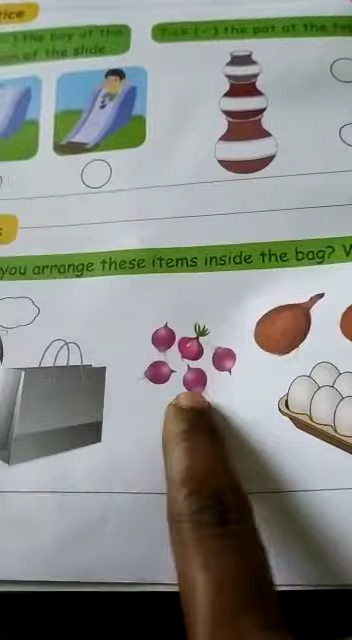 tice
) the boy at the
of the slide
Tick (-) the pot at the
s
you arrange these items inside the bag?